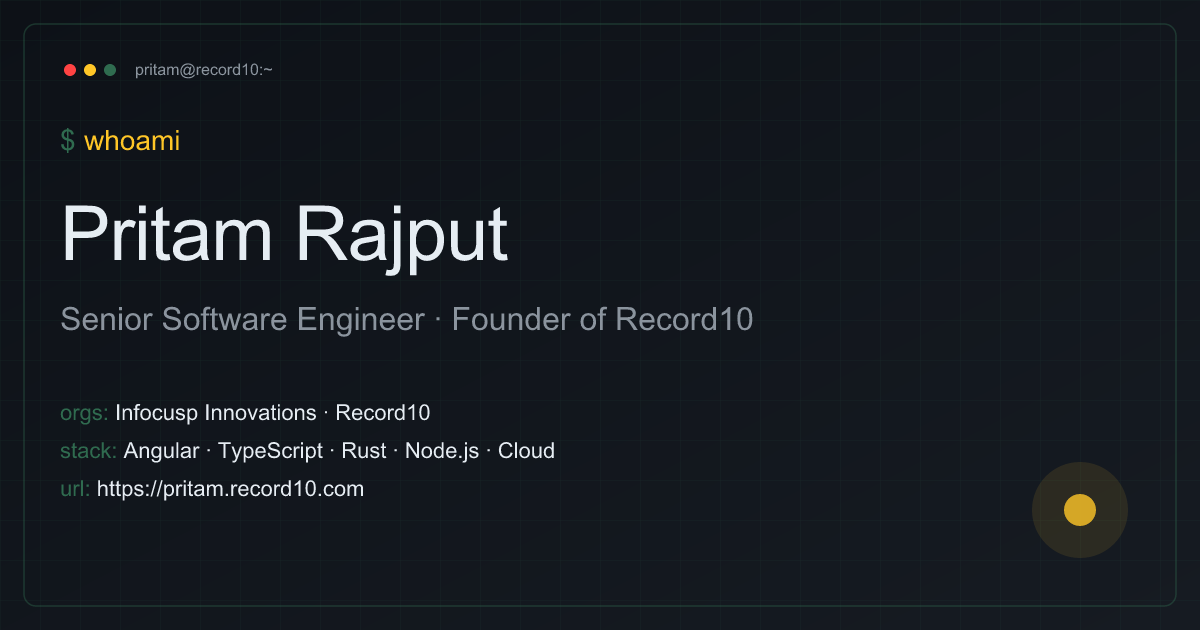 pritam@record10:~
$ whoami
Pritam Rajput
Senior Software Engineer · Founder of Record10
orgs: Infocusp Innovations · Record10
stack: Angular · TypeScript · Rust · Node.js · Cloud
url: https://pritam.record10.com